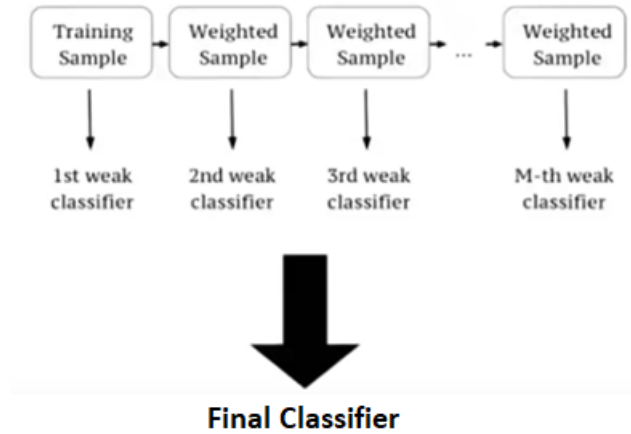 Training
Sample
Weighted
Sample
Weighted
Sample
...
Weighted
Sample
1st weak
classifier
2nd weak
classifier
3rd weak
classifier
M-th weak
classifier
Final Classifier